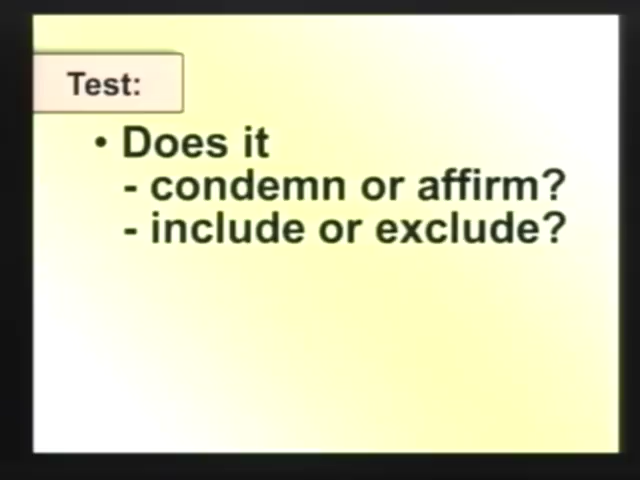 Test:
• Does it
- condemn or affirm?
- include or exclude?